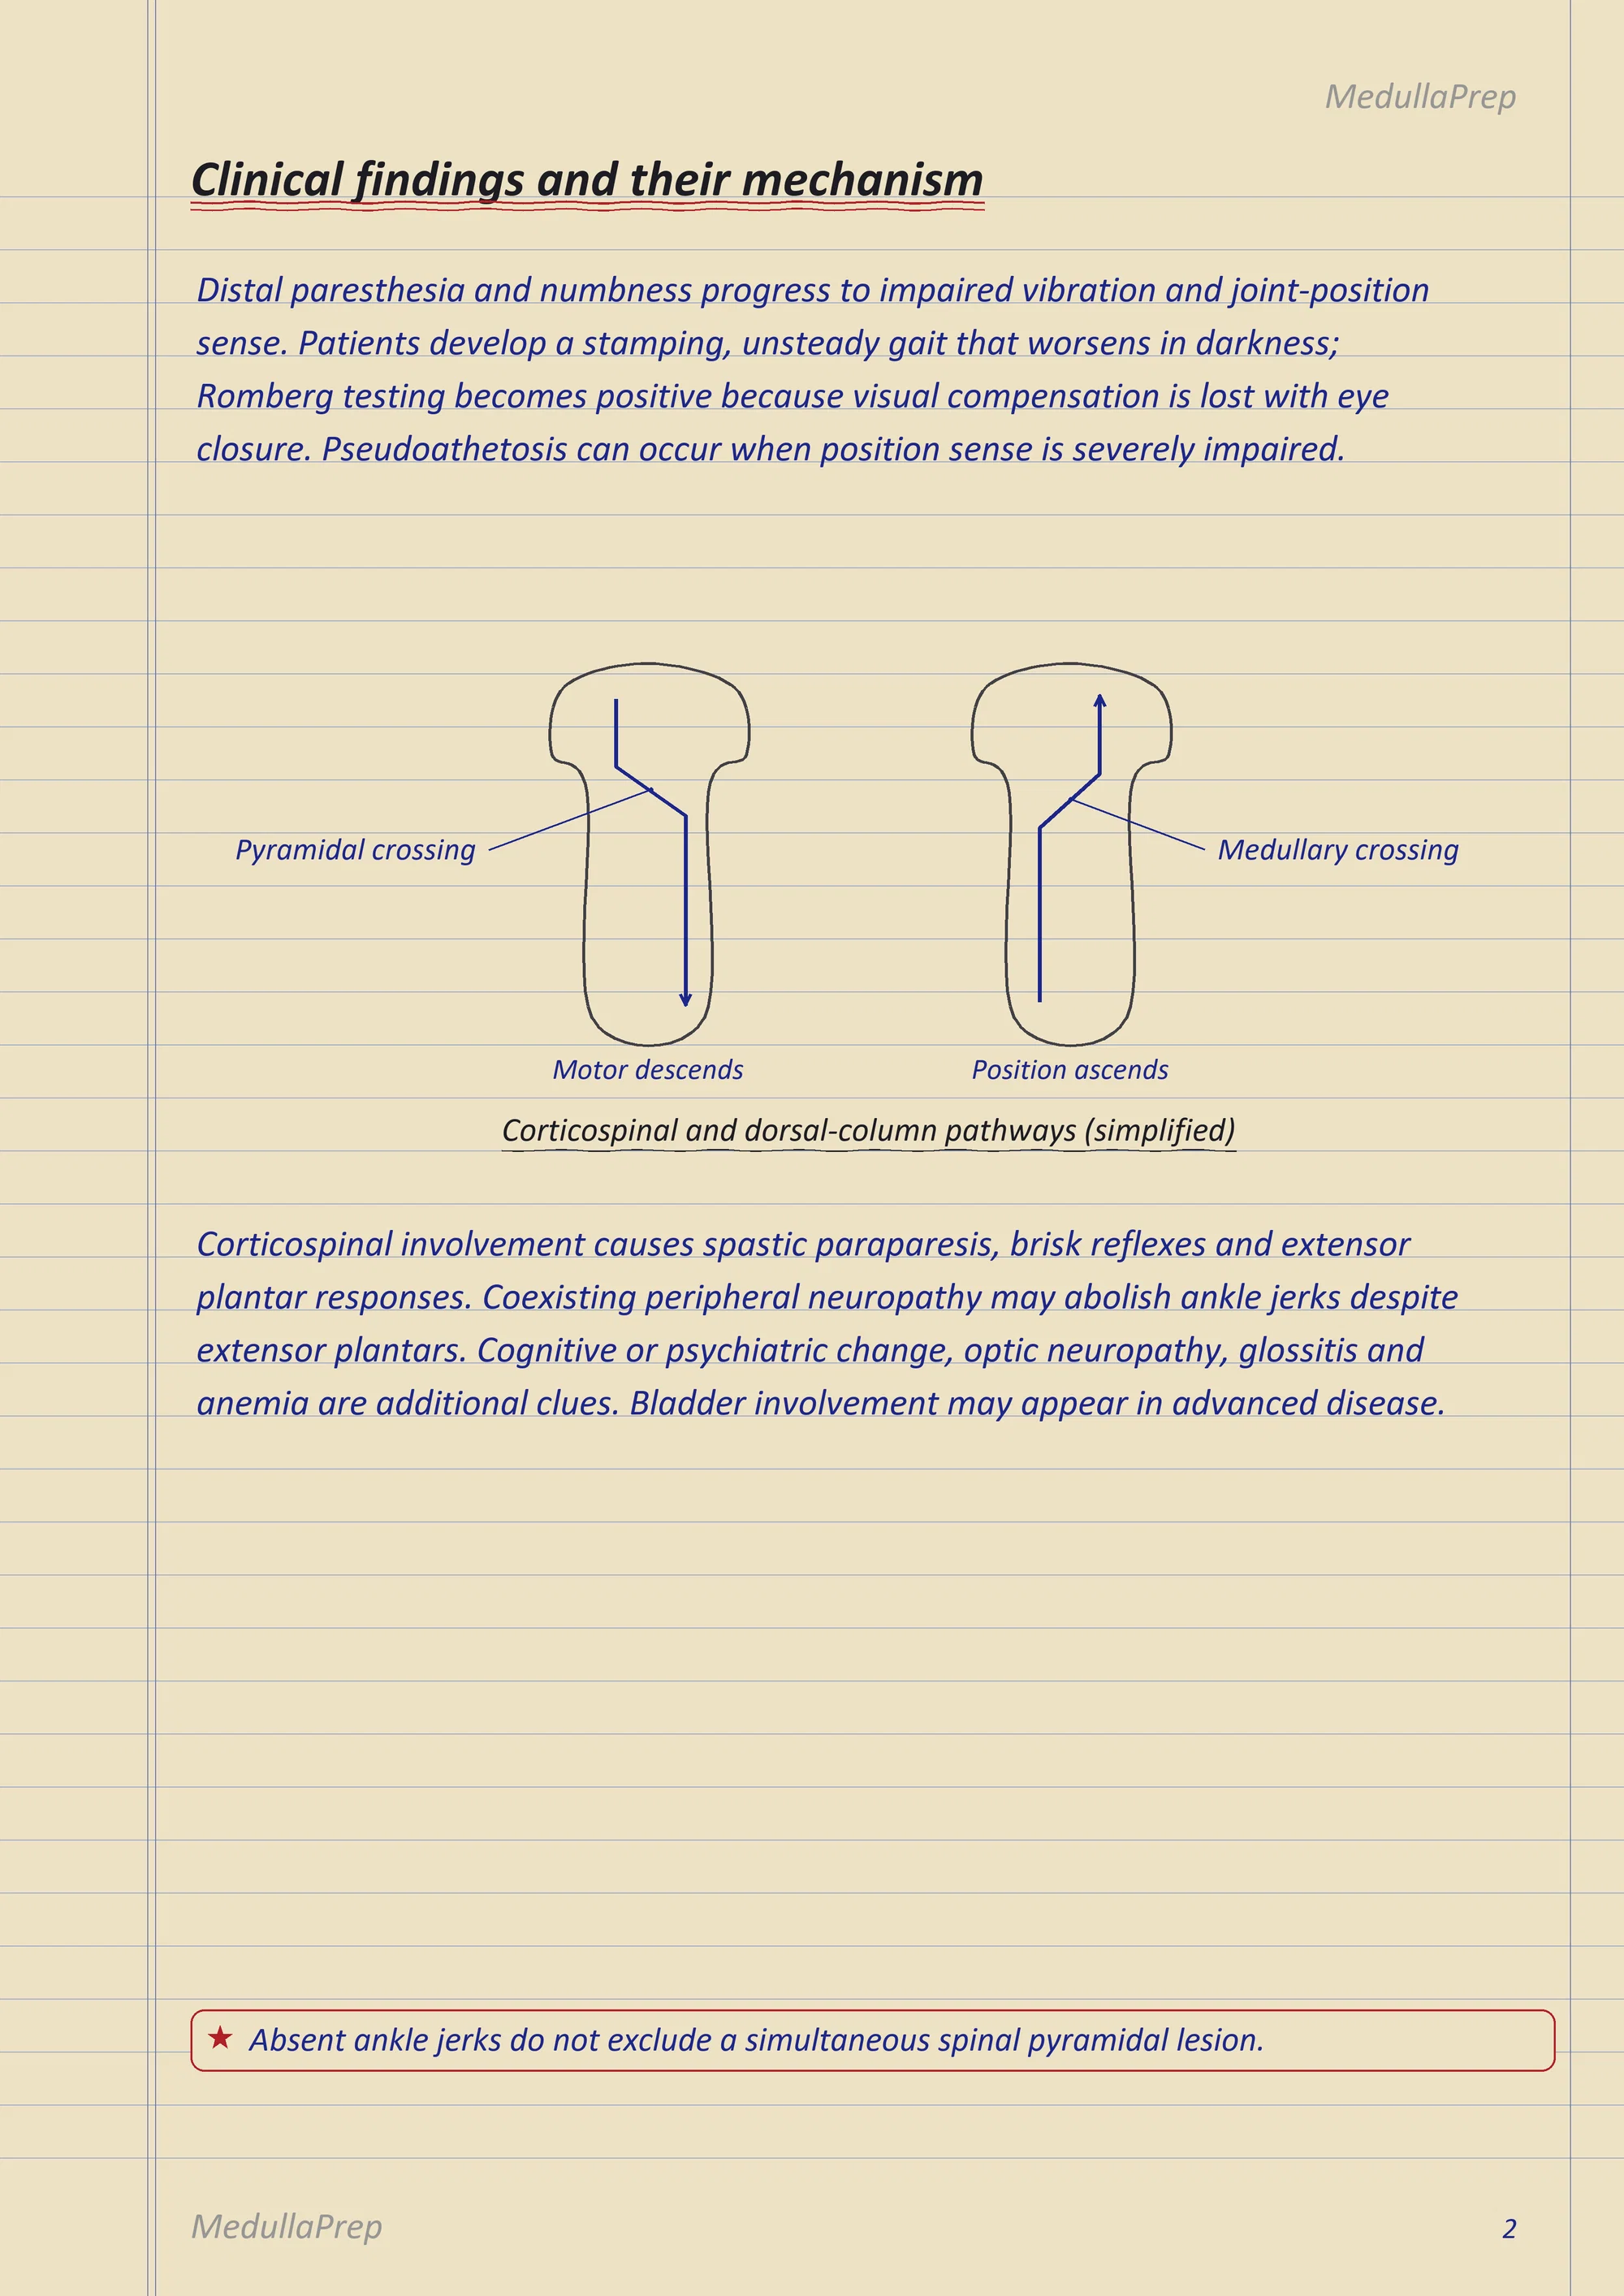 MedullaPrep
Clinical findings and their mechanism
Distal paresthesia and numbness progress to impaired vibration and joint-position
sense. Patients develop a stamping, unsteady gait that worsens in darkness;
Romberg testing becomes positive because visual compensation is lost with eye
closure. Pseudoathetosis can occur when position sense is severely impaired.
Pyramidal crossing
Medullary crossing
Motor descends
Position ascends
Corticospinal and dorsal-column pathways (simplified)
Corticospinal involvement causes spastic paraparesis, brisk reflexes and extensor
plantar responses. Coexisting peripheral neuropathy may abolish ankle jerks despite
extensor plantars. Cognitive or psychiatric change, optic neuropathy, glossitis and
anemia are additional clues. Bladder involvement may appear in advanced disease.
★ Absent ankle jerks do not exclude a simultaneous spinal pyramidal lesion.
MedullaPrep
2